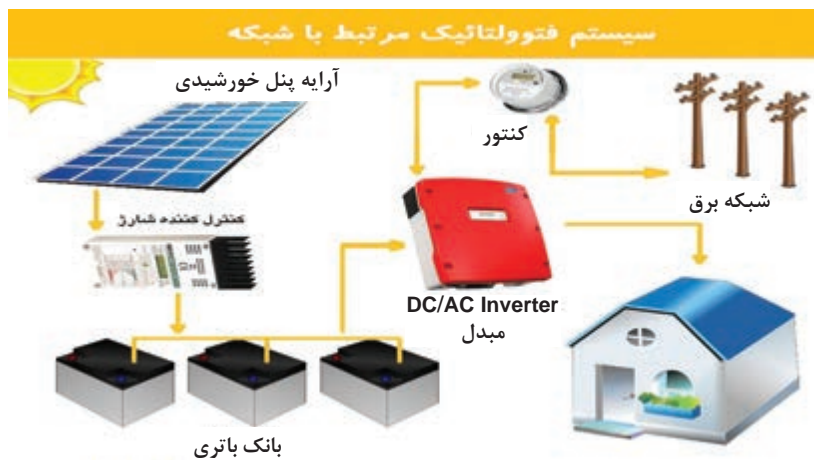 سیستم فتوولتائیک مرتبط با شبکه
آرایه پنل خورشیدی
کنتور
شبکه برق
کنترل کننده شارژ
DC/AC Inverter
مبدل
بانک باتری